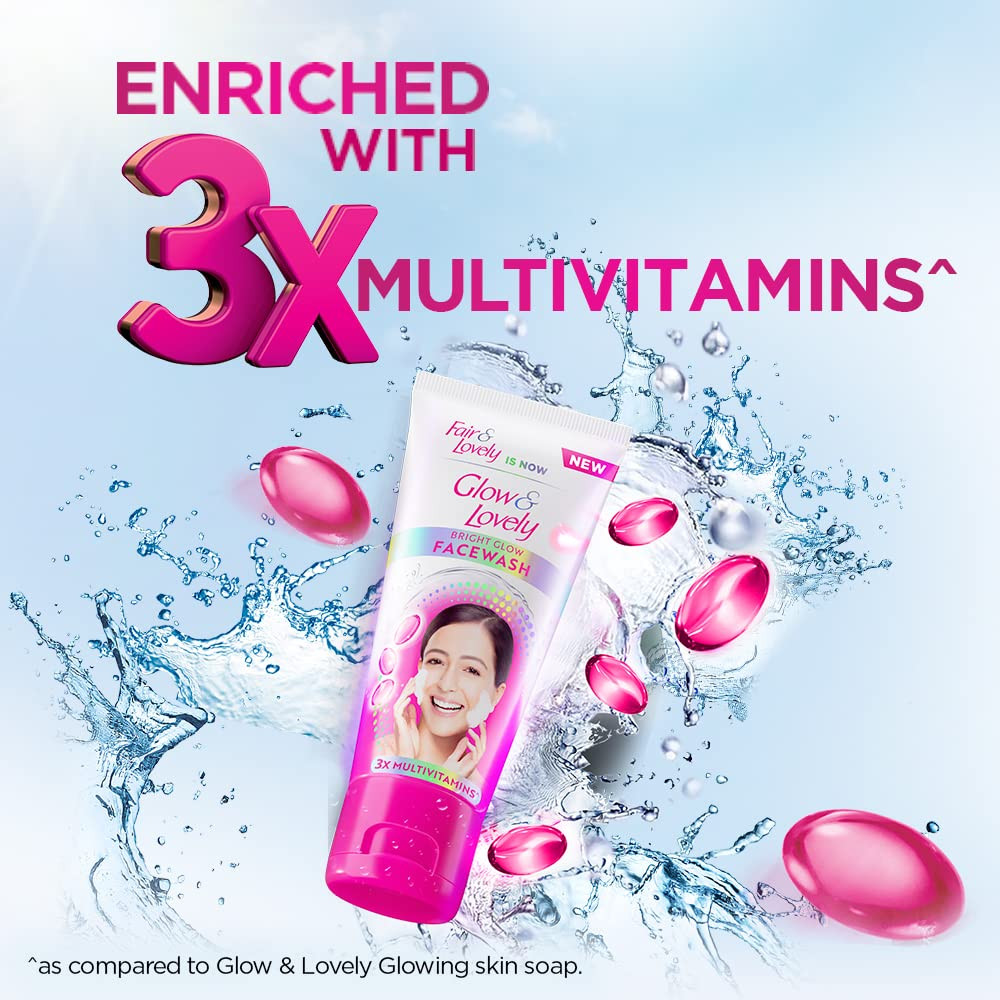 ENRICHED
WITH
3x MULTIVITAMINS^
Fair &
Lovely IS NOW
NEW
Glow &
Lovely
BRIGHT GLOW
FACEWASH
3X MULTIVITAMINS^
^as compared to Glow & Lovely Glowing skin soap.